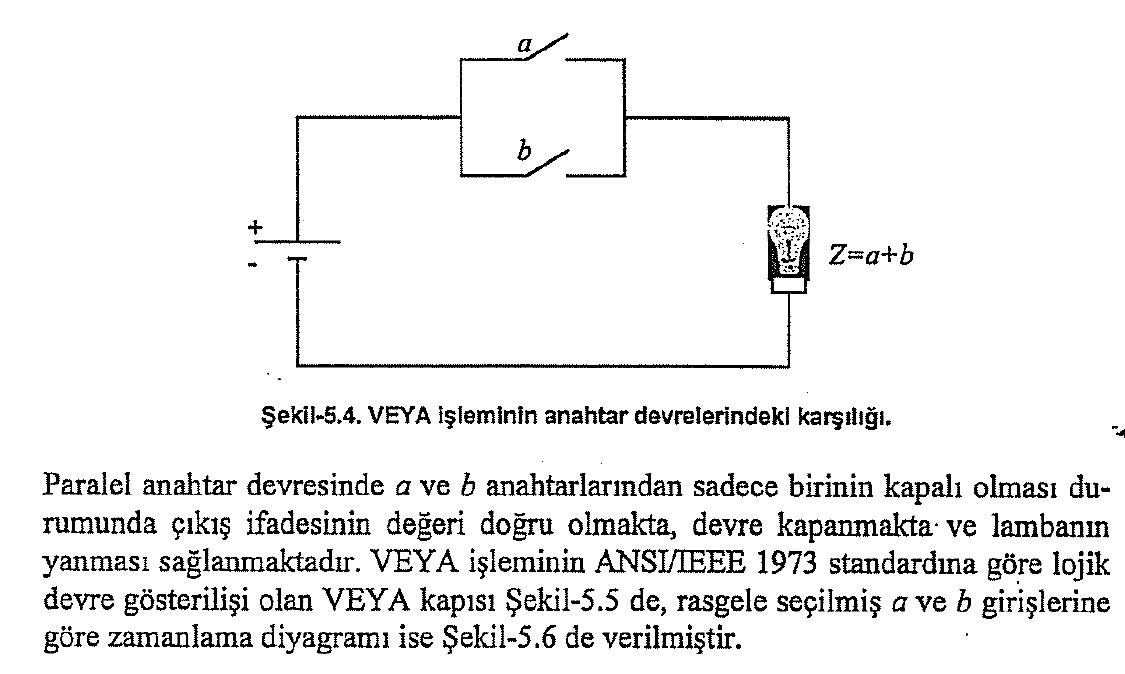 a
b
+
-
Z=a+b
Şekil-5.4. VEYA işleminin anahtar devrelerindeki karşılığı.
Paralel anahtar devresinde a ve b anahtarlarından sadece birinin kapalı olması du-
rumunda çıkış ifadesinin değeri doğru olmakta, devre kapanmakta ve lambanın
yanması sağlanmaktadır. VEYA işleminin ANSI/IEEE 1973 standardına göre lojik
devre gösterilişi olan VEYA kapısı Şekil-5.5 de, rasgele seçilmiş a ve b girişlerine
göre zamanlama diyagramı ise Şekil-5.6 de verilmiştir.